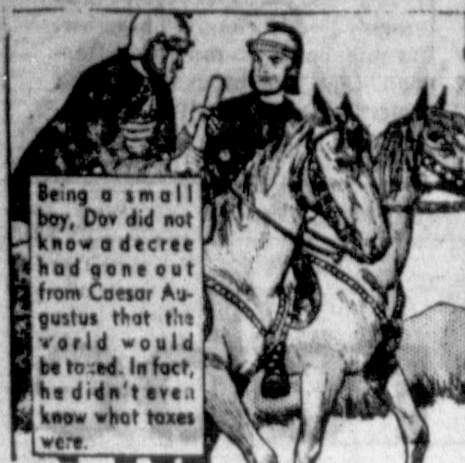 Being a small
boy, Dov did not
know a decree
had gone out
from Caesar Au-
gustus that the
world would
be taxed. In fact,
he didn't even
know what taxes
were.